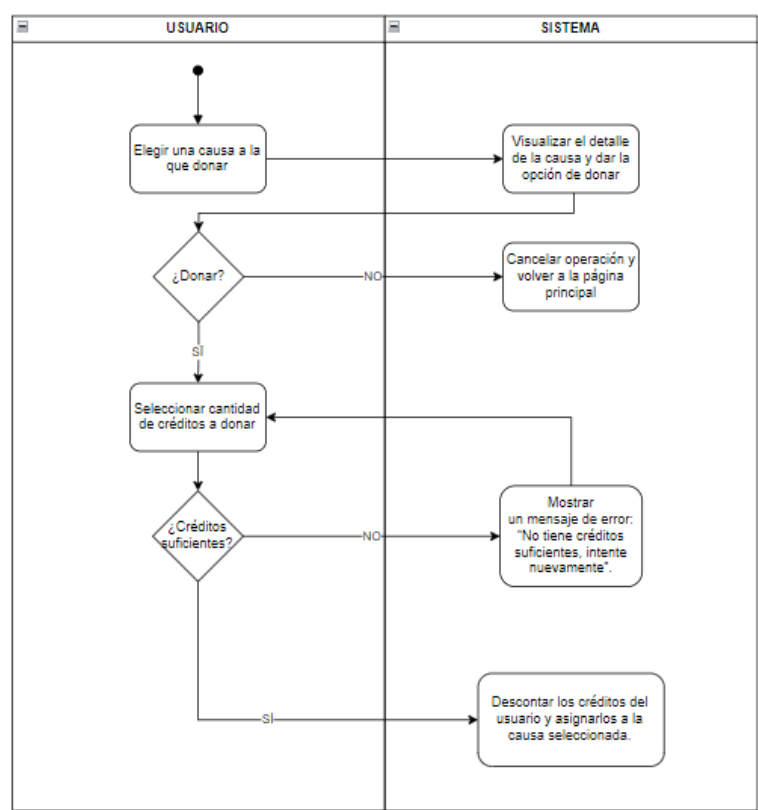 USUARIO
SISTEMA
Elegir una causa a la
que donar
Visualizar el detalle
de la causa y dar la
opción de donar
¿Donar?
NO
Cancelar operación y
volver a la página
principal
SÍ
Seleccionar cantidad
de créditos a donar
¿Créditos
suficientes?
NO
Mostrar
un mensaje de error:
"No tiene créditos
suficientes, intente
nuevamente".
SÍ
Descontar los créditos del
usuario y asignarlos a la
causa seleccionada.